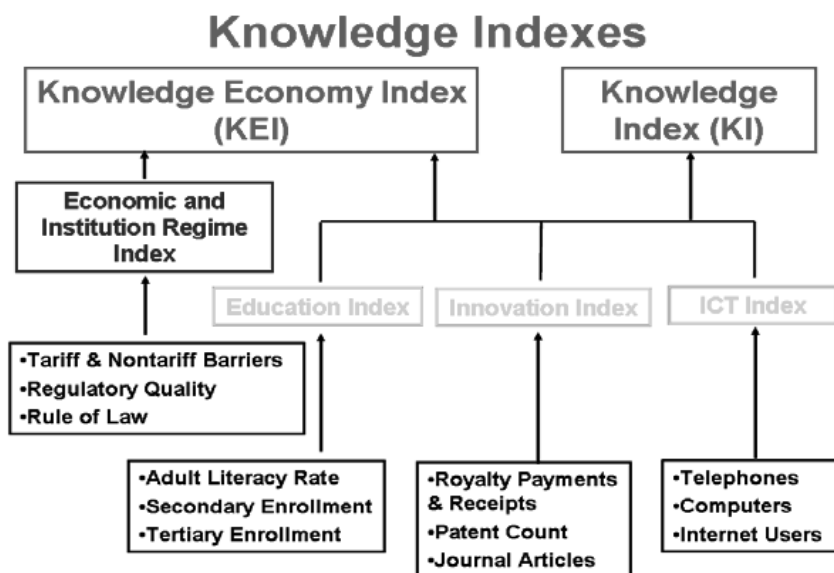 Knowledge Indexes
Knowledge Economy Index
(KEI)
Knowledge
Index (KI)
Economic and
Institution Regime
Index
Education Index
Innovation Index
ICT Index
•Tariff & Nontariff Barriers
•Regulatory Quality
•Rule of Law
•Adult Literacy Rate
•Secondary Enrollment
•Tertiary Enrollment
•Royalty Payments
& Receipts
•Patent Count
•Journal Articles
•Telephones
•Computers
•Internet Users